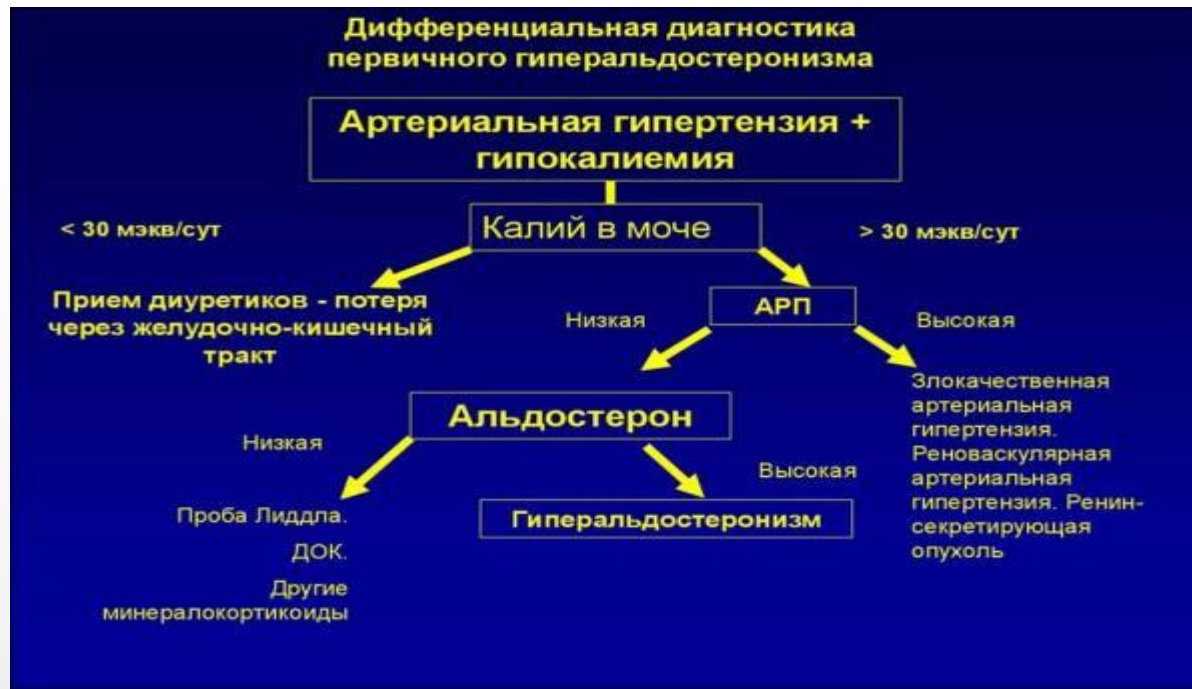 Дифференциальная диагностика
первичного гиперальдостеронизма
Артериальная гипертензия +
гипокалиемия
< 30 мэкв/сут
Калий в моче
> 30 мэкв/сут
Прием диуретиков - потеря
через желудочно-кишечный
тракт
Низкая
АРП
Высокая
Злокачественная
артериальная
гипертензия.
Реноваскулярная
артериальная
гипертензия. Ренин-
секретирующая
опухоль
Альдостерон
Низкая
Высокая
Проба Лиддла.
ДОК.
Другие
минералокортикоиды
Гиперальдостеронизм